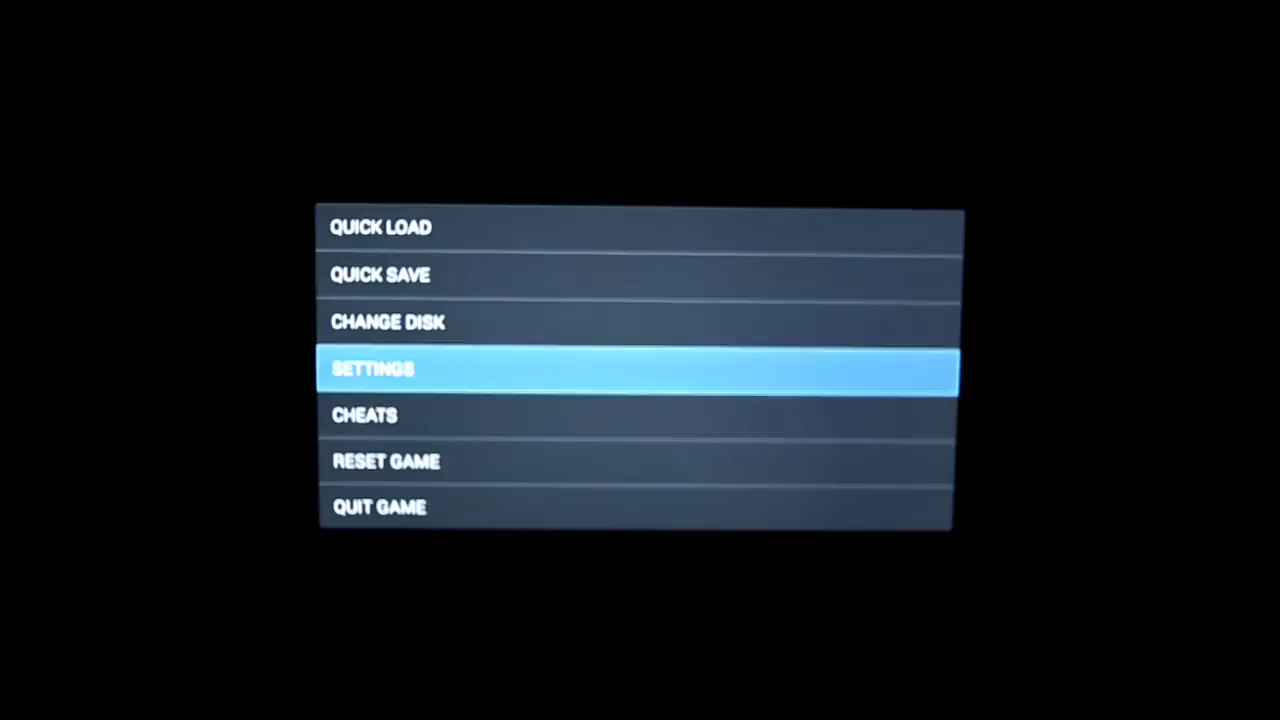 QUICK LOAD
QUICK SAVE
CHANGE DISK
SETTINGS
CHEATS
RESET GAME
QUIT GAME